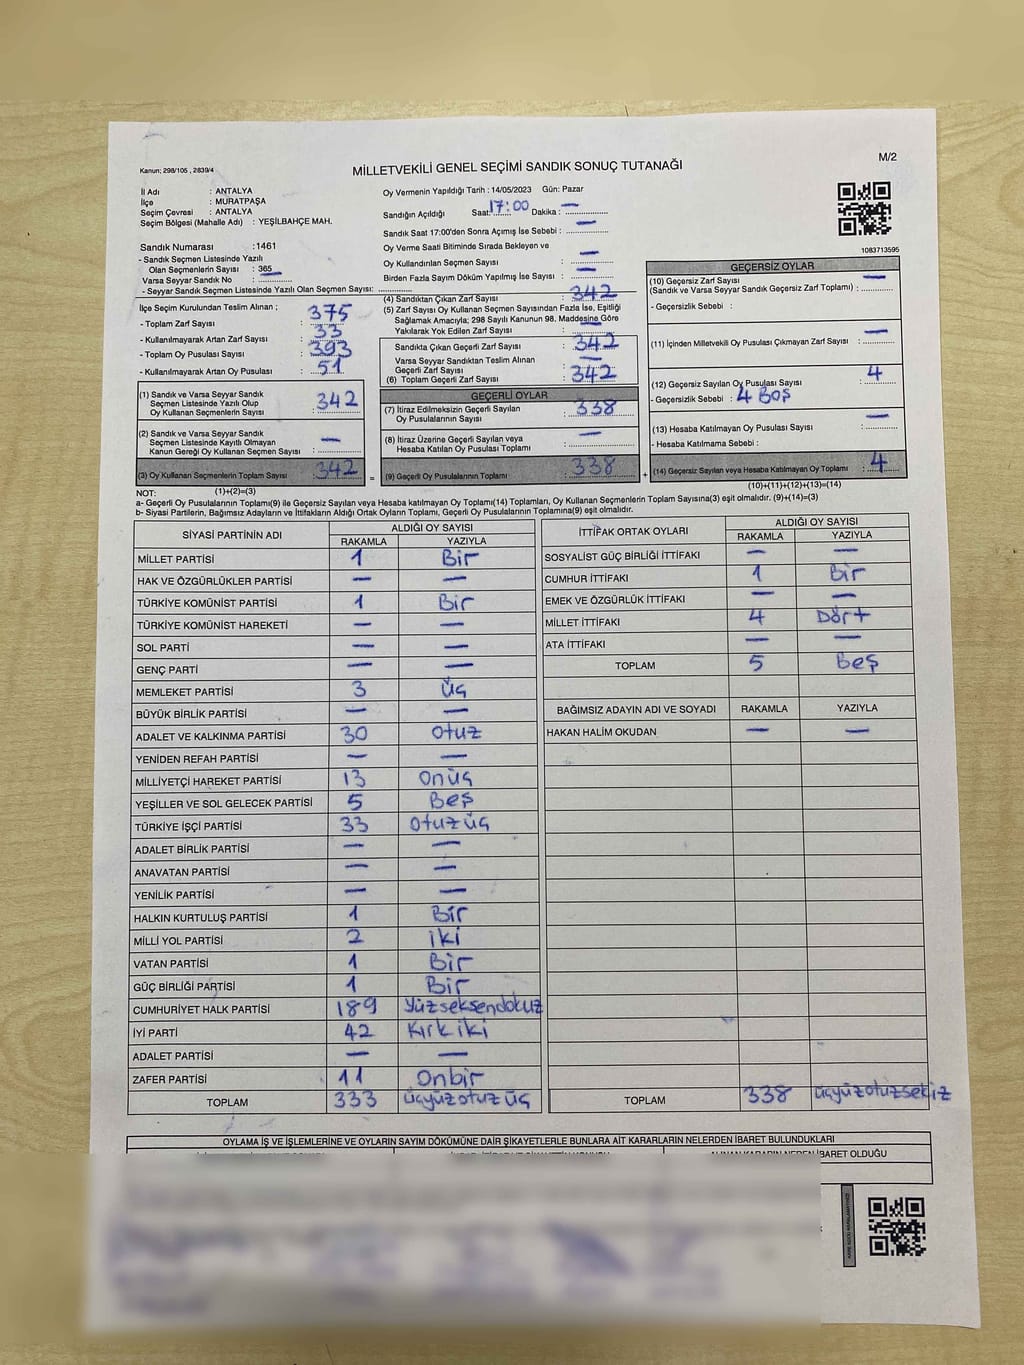 Kanun; 298/105 , 2839/4
MİLLETVEKİLİ GENEL SEÇİMİ SANDIK SONUÇ TUTANAĞI
M/2
İl Adı : ANTALYA
İlçe : MURATPAŞA
Seçim Çevresi : ANTALYA
Seçim Bölgesi (Mahalle Adı) : YEŞİLBAHÇE MAH.
Sandık Numarası :1461
- Sandık Seçmen Listesinde Yazılı
Olan Seçmenlerin Sayısı : 365
Varsa Seyyar Sandık No :
- Seyyar Sandık Seçmen Listesinde Yazılı Olan Seçmen Sayısı:
Oy Vermenin Yapıldığı Tarih : 14/05/2023 Gün: Pazar
Sandığın Açıldığı Saat: 17:00 Dakika : —
Sandık Saat 17:00'den Sonra Açımış İse Sebebi : —
Oy Verme Saati Bitiminde Sırada Bekleyen ve
Oy Kullandırılan Seçmen Sayısı : —
Birden Fazla Sayım Döküm Yapılmış İse Sayısı : —
1083713595
İlçe Seçim Kurulundan Teslim Alınan ;
- Toplam Zarf Sayısı : 375
- Kullanılmayarak Artan Zarf Sayısı : 33
- Toplam Oy Pusulası Sayısı : 393
- Kullanılmayarak Artan Oy Pusulası : 51
(1) Sandık ve Varsa Seyyar Sandık
Seçmen Listesinde Yazılı Olup
Oy Kullanan Seçmenlerin Sayısı : 342
(2) Sandık ve Varsa Seyyar Sandık
Seçmen Listesinde Kayıtlı Olmayan
Kanun Gereği Oy Kullanan Seçmen Sayısı : —
(3) Oy Kullanan Seçmenlerin Toplam Sayısı : 342 =
(1)+(2)=(3)
(4) Sandıktan Çıkan Zarf Sayısı : 342
(5) Zarf Sayısı Oy Kullanan Seçmen Sayısından Fazla İse, Eşitliği
Sağlamak Amacıyla; 298 Sayılı Kanunun 98. Maddesine Göre
Yakılarak Yok Edilen Zarf Sayısı : —
Sandıkta Çıkan Geçerli Zarf Sayısı : 342
Varsa Seyyar Sandıktan Teslim Alınan
Geçerli Zarf Sayısı : —
(6) Toplam Geçerli Zarf Sayısı : 342
GEÇERLİ OYLAR
(7) İtiraz Edilmeksizin Geçerli Sayılan
Oy Pusulalarının Sayısı : 338
(8) İtiraz Üzerine Geçerli Sayılan veya
Hesaba Katılan Oy Pusulası Sayısı : —
(9) Geçerli Oy Pusulalarının Toplamı : 338 +
GEÇERSİZ OYLAR
(10) Geçersiz Zarf Sayısı
(Sandık ve Varsa Seyyar Sandık Geçersiz Zarf Toplamı) : —
- Geçersizlik Sebebi :
(11) İçinden Milletvekili Oy Pusulası Çıkmayan Zarf Sayısı : —
(12) Geçersiz Sayılan Oy Pusulası Sayısı : 4
- Geçersizlik Sebebi : 4 Boş
(13) Hesaba Katılmayan Oy Pusulası Sayısı : —
- Hesaba Katılmama Sebebi :
(14) Geçersiz Sayılan veya Hesaba Katılmayan Oy Toplamı : 4
(10)+(11)+(12)+(13)=(14)
NOT:
a- Geçerli Oy Pusulalarının Toplamı(9) ile Geçersiz Sayılan veya Hesaba katılmayan Oy Toplamı(14) Toplamları, Oy Kullanan Seçmenlerin Toplam Sayısına(3) eşit olmalıdır. (9)+(14)=(3)
b- Siyasi Partilerin, Bağımsız Adayların ve İttifakların Aldığı Ortak Oyların Toplamı, Geçerli Oy Pusulalarının Toplamına(9) eşit olmalıdır.
SİYASİ PARTİNİN ADI ALDIĞI OY SAYISI
RAKAMLA YAZIYLA
MİLLET PARTİSİ 1 Bir
HAK VE ÖZGÜRLÜKLER PARTİSİ — —
TÜRKİYE KOMÜNİST PARTİSİ 1 Bir
TÜRKİYE KOMÜNİST HAREKETİ — —
SOL PARTİ — —
GENÇ PARTİ — —
MEMLEKET PARTİSİ 3 üç
BÜYÜK BİRLİK PARTİSİ — —
ADALET VE KALKINMA PARTİSİ 30 otuz
YENİDEN REFAH PARTİSİ — —
MİLLİYETÇİ HAREKET PARTİSİ 13 onüç
YEŞİLLER VE SOL GELECEK PARTİSİ 5 Beş
TÜRKİYE İŞÇİ PARTİSİ 33 otuzüç
ADALET BİRLİK PARTİSİ — —
ANAVATAN PARTİSİ — —
YENİLİK PARTİSİ — —
HALKIN KURTULUŞ PARTİSİ 1 Bir
MİLLİ YOL PARTİSİ 2 iki
VATAN PARTİSİ 1 Bir
GÜÇ BİRLİĞİ PARTİSİ 1 Bir
CUMHURİYET HALK PARTİSİ 189 Yüzseksendokuz
İYİ PARTİ 42 Kırkiki
ADALET PARTİSİ — —
ZAFER PARTİSİ 11 Onbir
TOPLAM 333 üçyüzotuzüç
İTTİFAK ORTAK OYLARI ALDIĞI OY SAYISI
RAKAMLA YAZIYLA
SOSYALİST GÜÇ BİRLİĞİ İTTİFAKI — —
CUMHUR İTTİFAKI 1 Bir
EMEK VE ÖZGÜRLÜK İTTİFAKI — —
MİLLET İTTİFAKI 4 Dört
ATA İTTİFAKI — —
TOPLAM 5 Beş
BAĞIMSIZ ADAYIN ADI VE SOYADI RAKAMLA YAZIYLA
HAKAN HALİM OKUDAN — —
TOPLAM 338 üçyüzotuzsekiz
OYLAMA İŞ VE İŞLEMLERİNE VE OYLARIN SAYIM DÖKÜMÜNE DAİR ŞİKAYETLERLE BUNLARA AİT KARARLARIN NELERDEN İBARET BULUNDUKLARI